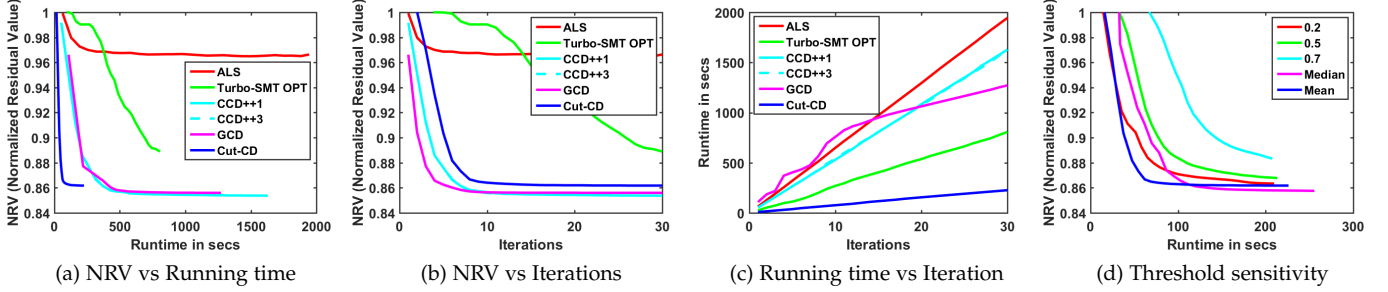 NRV (Normalized Residual Value)
1
0.98
0.96
0.94
0.92
0.9
0.88
0.86
0.84
0
500
1000
1500
2000
Runtime in secs
ALS
Turbo-SMT OPT
CCD++1
CCD++3
GCD
Cut-CD
(a) NRV vs Running time
NRV (Normalized Residual Value)
1
0.98
0.96
0.94
0.92
0.9
0.88
0.86
0.84
0
10
20
30
Iterations
ALS
Turbo-SMT OPT
CCD++1
CCD++3
GCD
Cut-CD
(b) NRV vs Iterations
Runtime in secs
2000
1500
1000
500
0
0
10
20
30
Iterations
ALS
Turbo-SMT OPT
CCD++1
CCD++3
GCD
Cut-CD
(c) Running time vs Iteration
NRV (Normalized Residual Value)
1
0.98
0.96
0.94
0.92
0.9
0.88
0.86
0.84
0
100
200
300
Runtime in secs
0.2
0.5
0.7
Median
Mean
(d) Threshold sensitivity